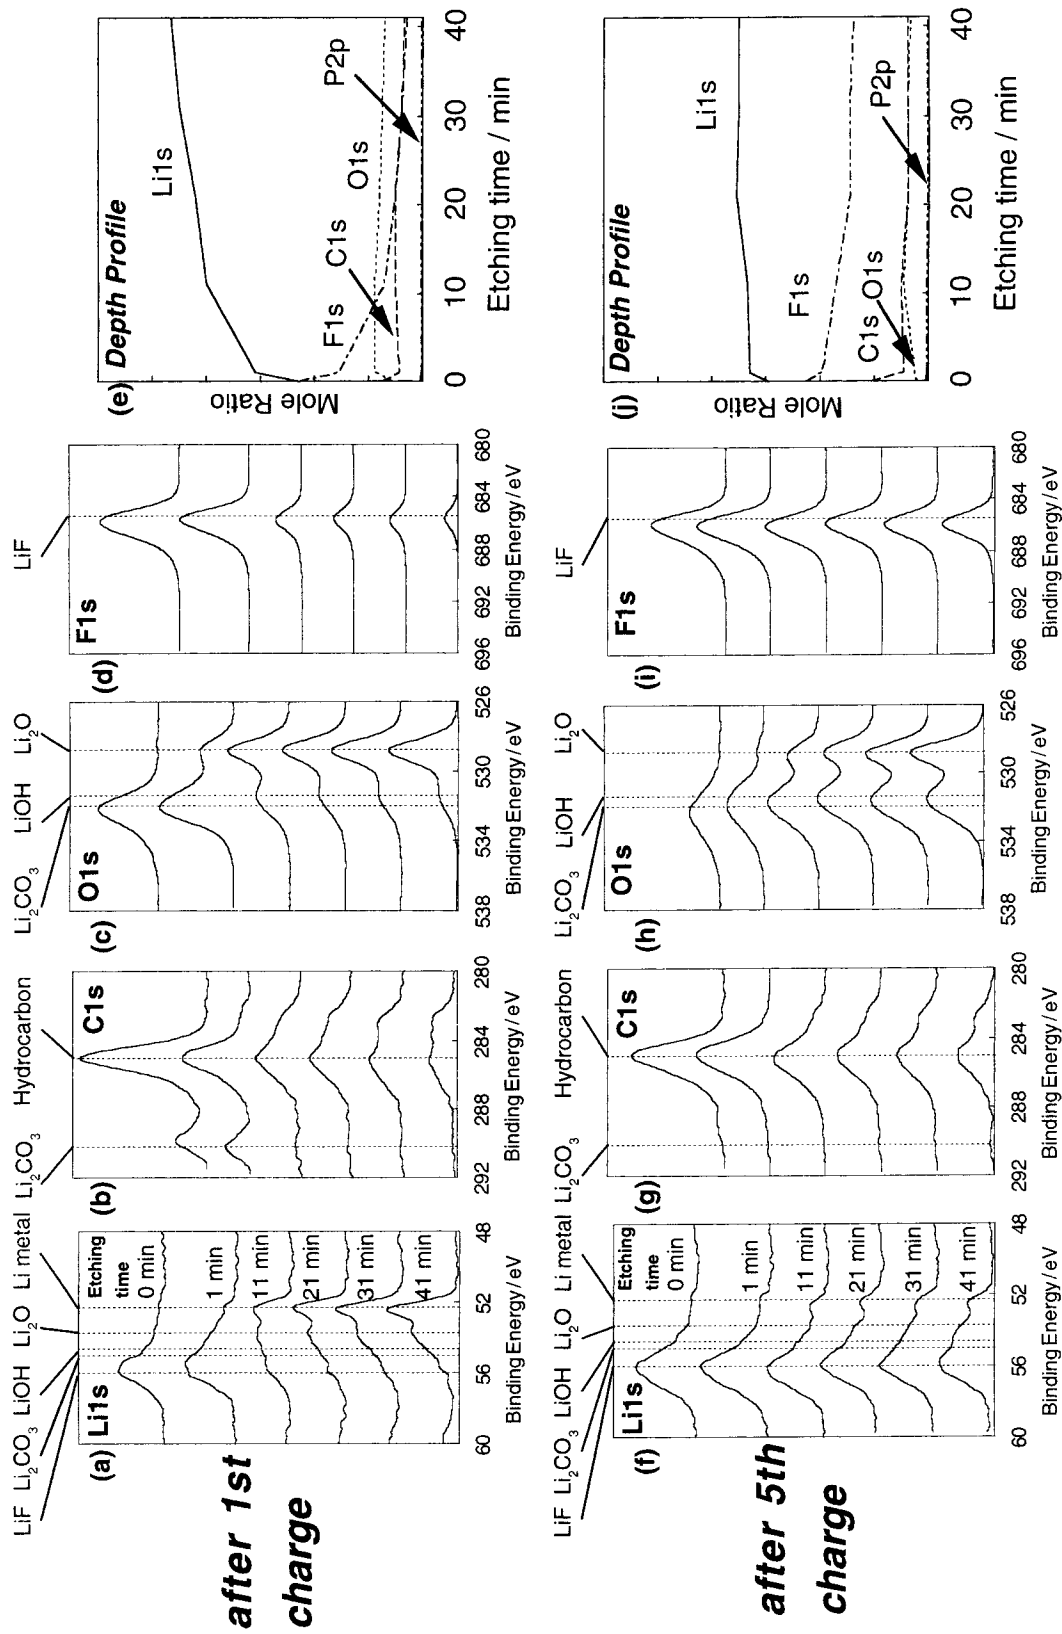 after 1st
charge
LiF
Li2CO3
LiOH
Li2O
Li metal
(a)
Li1s
Etching
time
0 min
1 min
11 min
21 min
31 min
41 min
60
56
52
48
Binding Energy / eV
Li2CO3
Hydrocarbon
(b)
C1s
292
288
284
280
Binding Energy / eV
Li2CO3
LiOH
Li2O
(c)
O1s
538
534
530
526
Binding Energy / eV
LiF
(d)
F1s
696
692
688
684
680
Binding Energy / eV
(e) Depth Profile
Mole Ratio
Li1s
F1s
C1s
O1s
P2p
0
10
20
30
40
Etching time / min
after 5th
charge
LiF
Li2CO3
LiOH
Li2O
Li metal
(f)
Li1s
Etching
time
0 min
1 min
11 min
21 min
31 min
41 min
60
56
52
48
Binding Energy / eV
Li2CO3
Hydrocarbon
(g)
C1s
292
288
284
280
Binding Energy / eV
Li2CO3
LiOH
Li2O
(h)
O1s
538
534
530
526
Binding Energy / eV
LiF
(i)
F1s
696
692
688
684
680
Binding Energy / eV
(j) Depth Profile
Mole Ratio
Li1s
F1s
C1s
O1s
P2p
0
10
20
30
40
Etching time / min